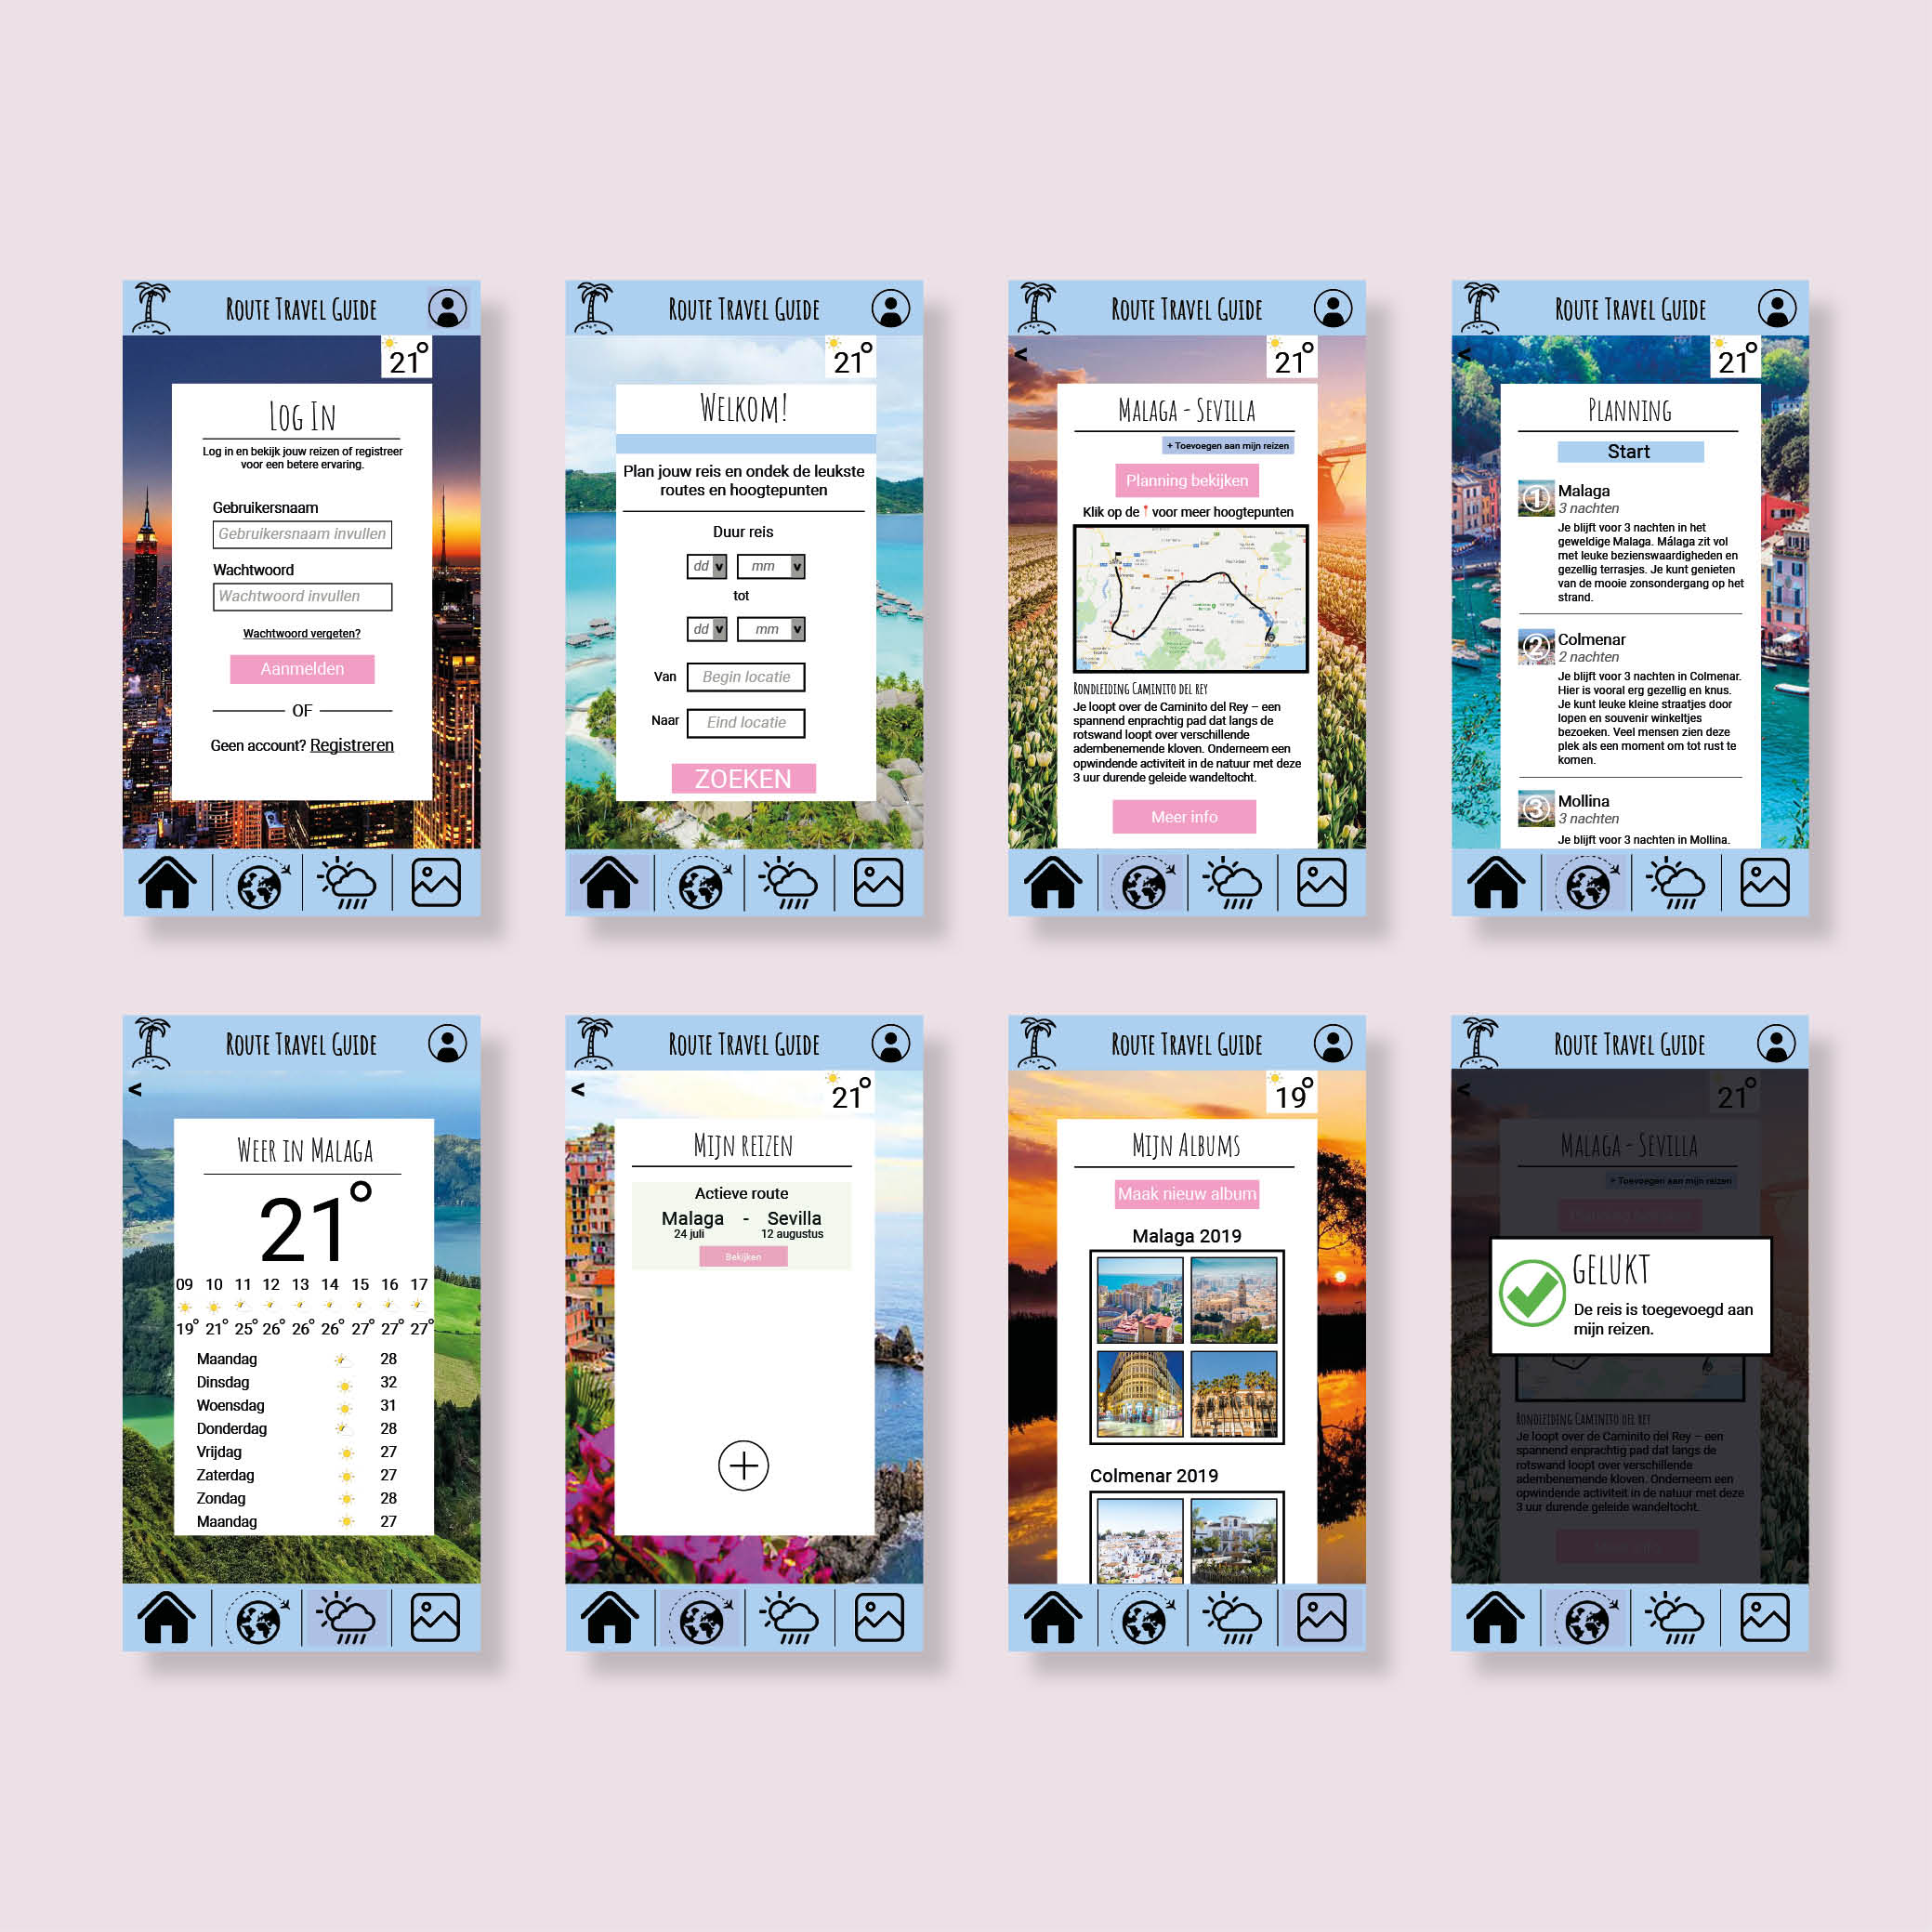 ROUTE TRAVEL GUIDE
21°
LOG IN
Log in en bekijk jouw reizen of registreer
voor een betere ervaring.
Gebruikersnaam
Gebruikersnaam invullen
Wachtwoord
Wachtwoord invullen
Wachtwoord vergeten?
Aanmelden
OF
Geen account? Registreren
ROUTE TRAVEL GUIDE
21°
WELKOM!
Plan jouw reis en ondek de leukste
routes en hoogtepunten
Duur reis
dd v mm v
tot
dd v mm v
Van Begin locatie
Naar Eind locatie
ZOEKEN
ROUTE TRAVEL GUIDE
<
21°
MALAGA - SEVILLA
+ Toevoegen aan mijn reizen
Planning bekijken
Klik op de voor meer hoogtepunten
RONDLEIDING CAMINITO DEL REY
Je loopt over de Caminito del Rey – een
spannend enprachtig pad dat langs de
rotswand loopt over verschillende
adembenemende kloven. Onderneem een
opwindende activiteit in de natuur met deze
3 uur durende geleide wandeltocht.
Meer info
ROUTE TRAVEL GUIDE
<
21°
PLANNING
Start
1 Malaga
3 nachten
Je blijft voor 3 nachten in het
geweldige Malaga. Málaga zit vol
met leuke bezienswaardigheden en
gezellig terrasjes. Je kunt genieten
van de mooie zonsondergang op het
strand.
2 Colmenar
2 nachten
Je blijft voor 3 nachten in Colmenar.
Hier is vooral erg gezellig en knus.
Je kunt leuke kleine straatjes door
lopen en souvenir winkeltjes
bezoeken. Veel mensen zien deze
plek als een moment om tot rust te
komen.
3 Mollina
3 nachten
Je blijft voor 3 nachten in Mollina.
ROUTE TRAVEL GUIDE
<
WEER IN MALAGA
21°
09 10 11 12 13 14 15 16 17
19° 21° 25° 26° 26° 26° 27° 27° 27°
Maandag 28
Dinsdag 32
Woensdag 31
Donderdag 28
Vrijdag 27
Zaterdag 27
Zondag 28
Maandag 27
ROUTE TRAVEL GUIDE
<
21°
MIJN REIZEN
Actieve route
Malaga - Sevilla
24 juli 12 augustus
Bekijken
ROUTE TRAVEL GUIDE
19°
MIJN ALBUMS
Maak nieuw album
Malaga 2019
Colmenar 2019
ROUTE TRAVEL GUIDE
<
21°
MALAGA - SEVILLA
+ Toevoegen aan mijn reizen
GELUKT
De reis is toegevoegd aan
mijn reizen.
RONDLEIDING CAMINITO DEL REY
Je loopt over de Caminito del Rey – een
spannend enprachtig pad dat langs de
rotswand loopt over verschillende
adembenemende kloven. Onderneem een
opwindende activiteit in de natuur met deze
3 uur durende geleide wandeltocht.